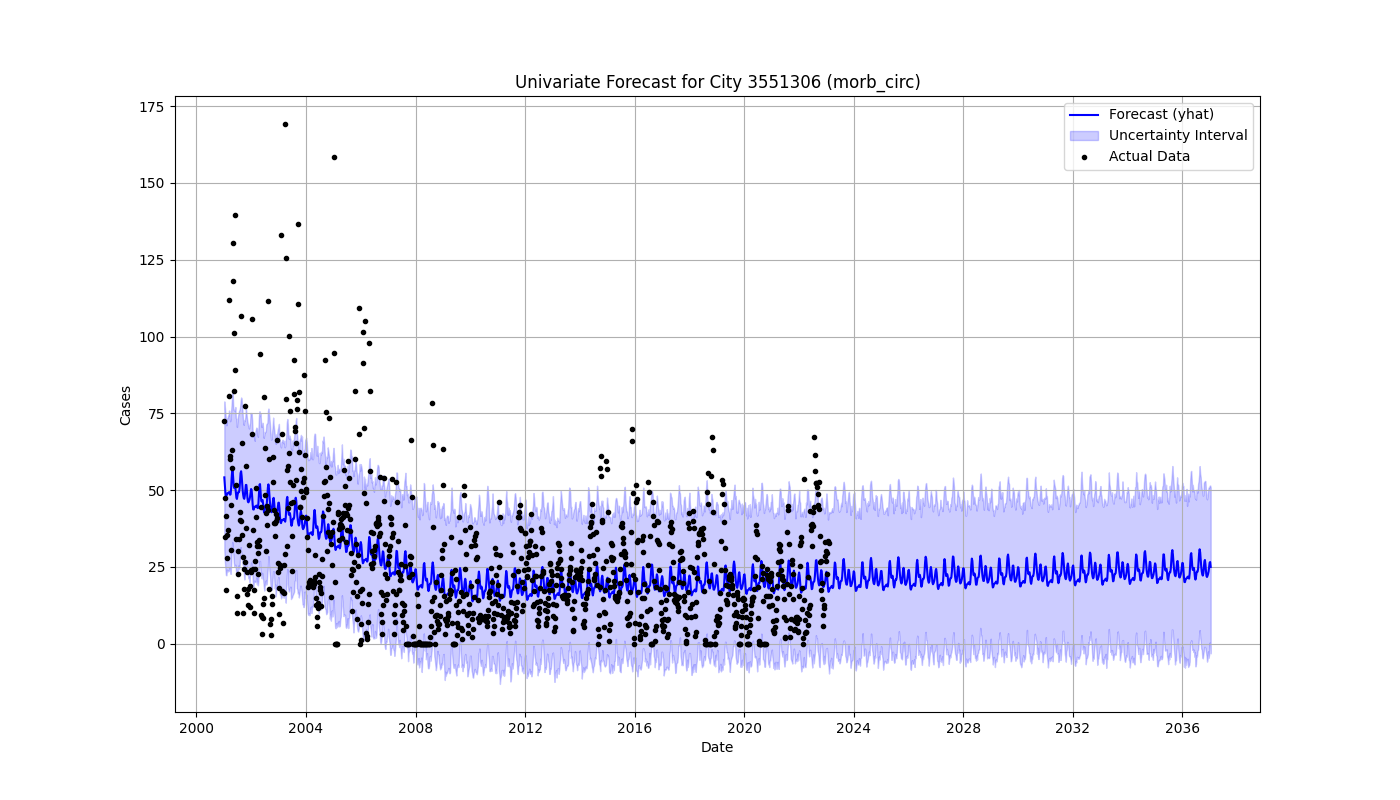 Univariate Forecast for City 3551306 (morb_circ)
Forecast (yhat)
Uncertainty Interval
Actual Data
175
150
125
100
75
50
25
0
Cases
2000 2004 2008 2012 2016 2020 2024 2028 2032 2036
Date